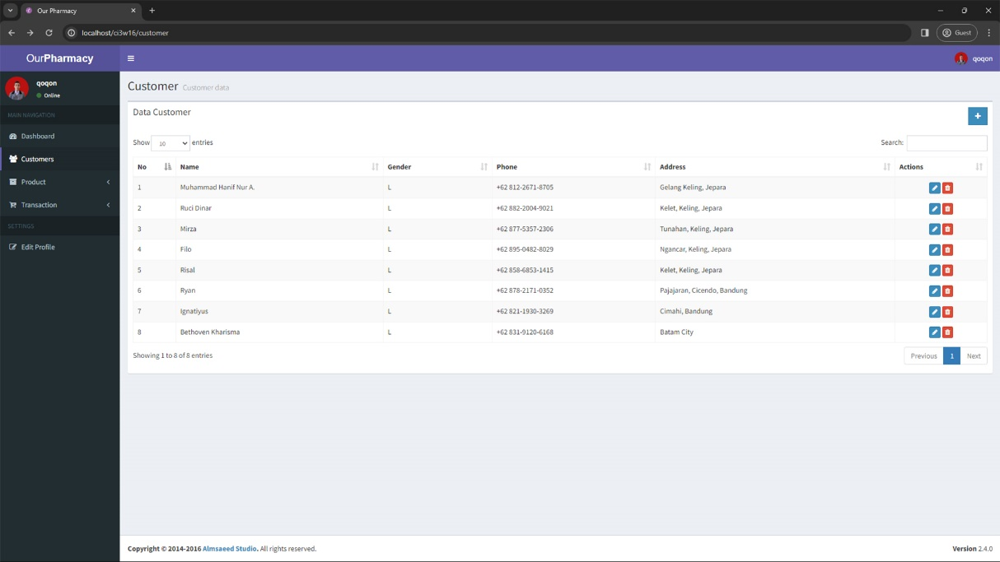 Our Pharmacy
localhost/ci3w16/customer
Guest
OurPharmacy
qoqon
qoqon
Online
MAIN NAVIGATION
Dashboard
Customers
Product
Transaction
SETTINGS
Edit Profile
Customer Customer data
Data Customer
Show 10 entries
Search:
No Name Gender Phone Address Actions
1 Muhammad Hanif Nur A. L +62 812-2671-8705 Gelang Keling, Jepara
2 Ruci Dinar L +62 882-2004-9021 Kelet, Keling, Jepara
3 Mirza L +62 877-5357-2306 Tunahan, Keling, Jepara
4 Filo L +62 895-0482-8029 Ngancar, Keling, Jepara
5 Risal L +62 858-6853-1415 Kelet, Keling, Jepara
6 Ryan L +62 878-2171-0352 Pajajaran, Cicendo, Bandung
7 Ignatiyus L +62 821-1930-3269 Cimahi, Bandung
8 Bethoven Kharisma L +62 831-9120-6168 Batam City
Showing 1 to 8 of 8 entries
Previous 1 Next
Copyright © 2014-2016 Almsaeed Studio. All rights reserved.
Version 2.4.0